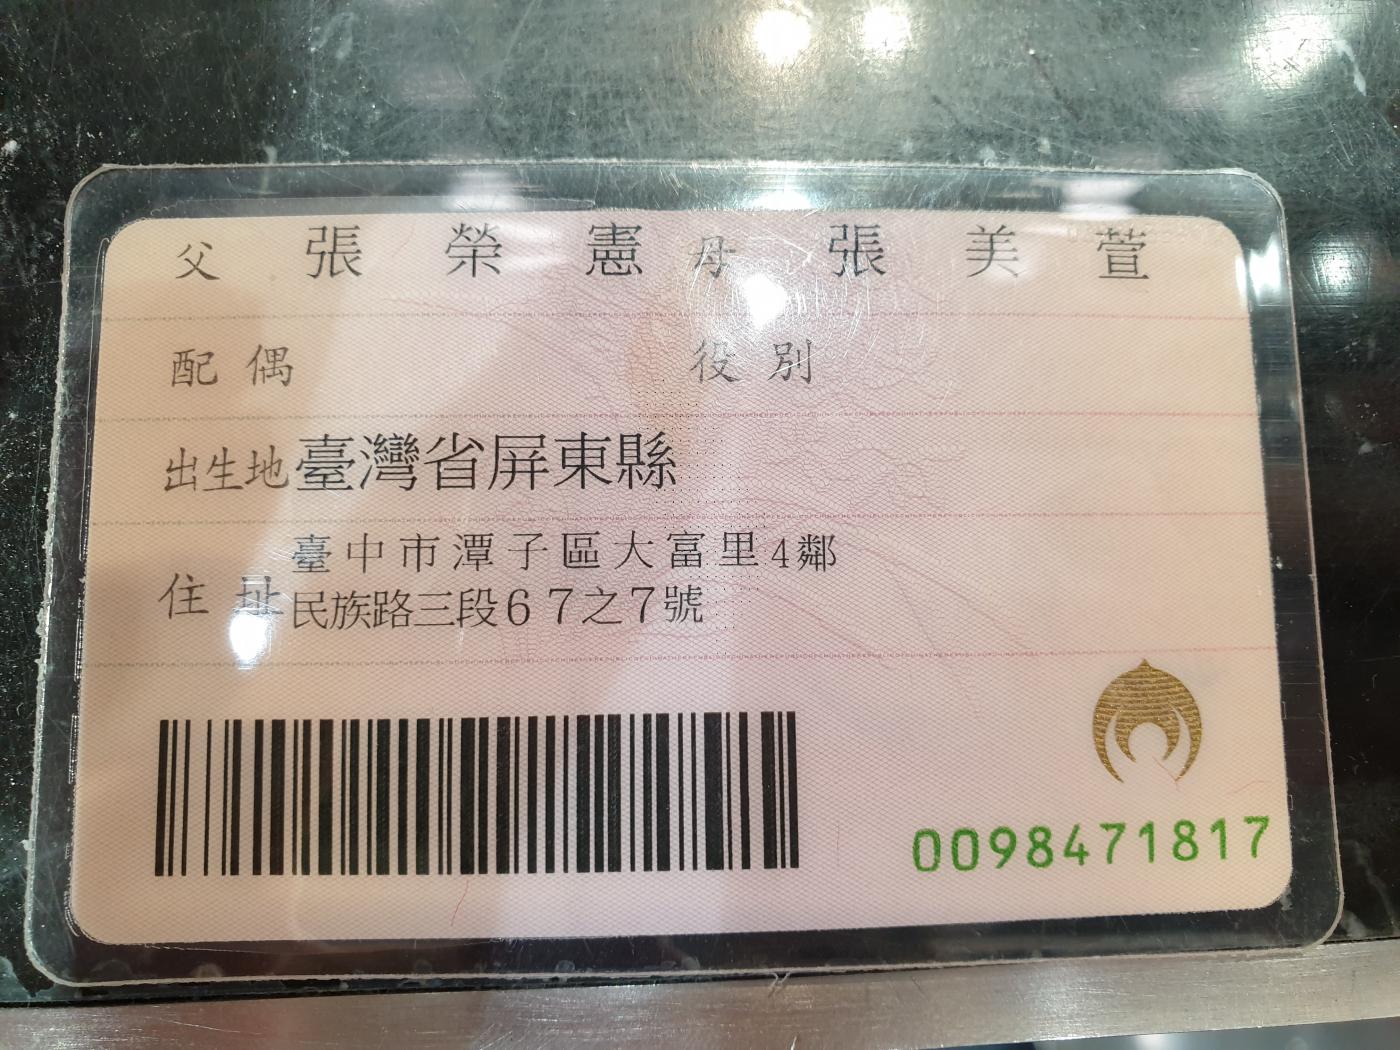 父 張榮憲 母 張美萱
配偶 役別
出生地 臺灣省屏東縣
住址 臺中市潭子區大富里4鄰
民族路三段67之7號
0098471817